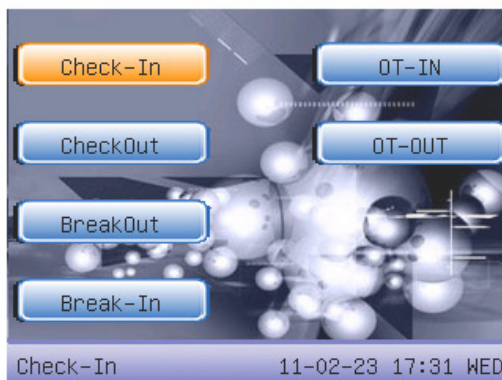 Check-In
OT-IN
CheckOut
OT-OUT
BreakOut
Break-In
Check-In 11-02-23 17:31 WED